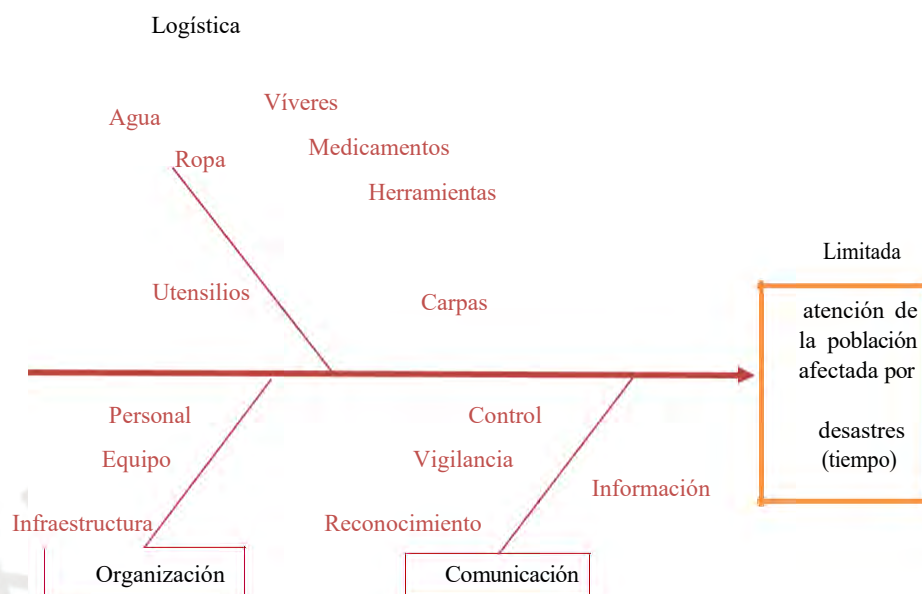 Logística
Víveres
Agua
Medicamentos
Ropa
Herramientas
Utensilios
Carpas
Limitada
atención de
la población
afectada por
desastres
(tiempo)
Personal
Equipo
Infraestructura
Organización
Control
Vigilancia
Información
Reconocimiento
Comunicación